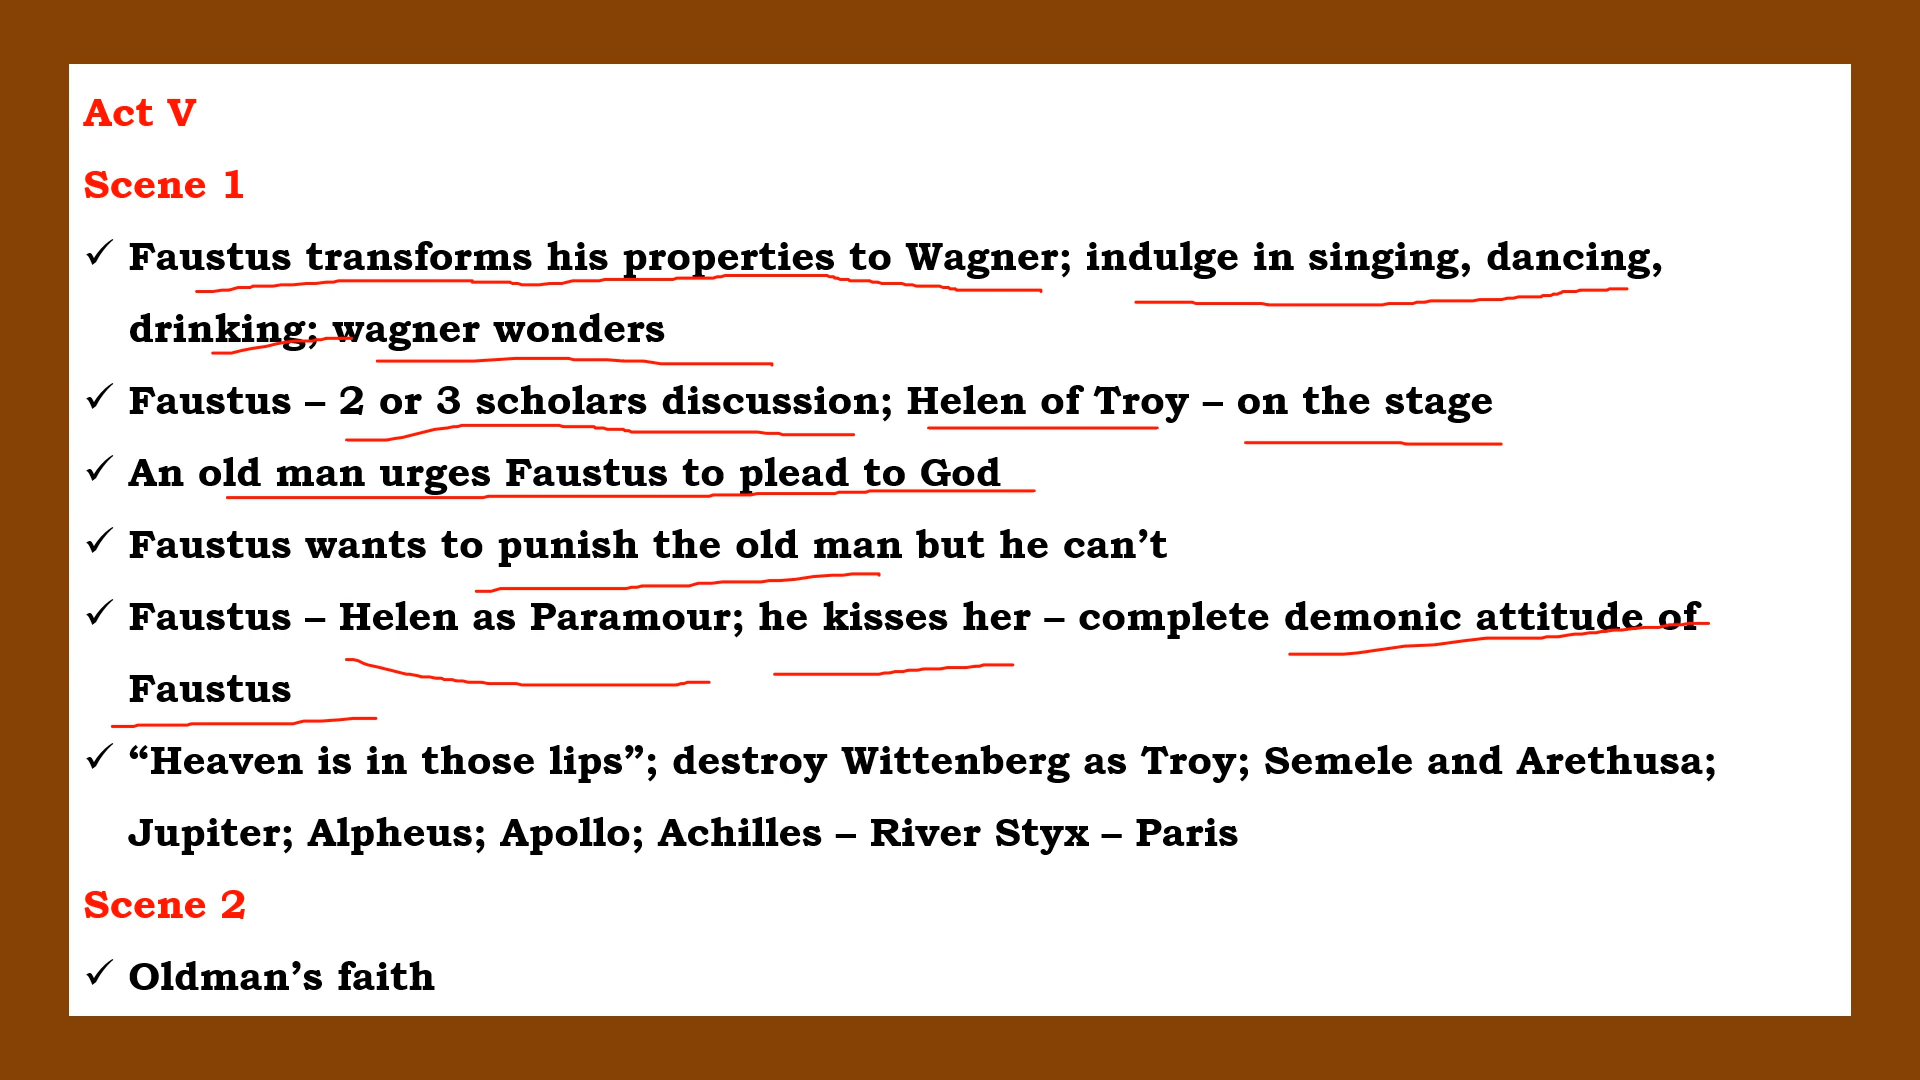 Act V
Scene 1
✓ Faustus transforms his properties to Wagner; indulge in singing, dancing,
drinking; wagner wonders
✓ Faustus – 2 or 3 scholars discussion; Helen of Troy – on the stage
✓ An old man urges Faustus to plead to God
✓ Faustus wants to punish the old man but he can’t
✓ Faustus – Helen as Paramour; he kisses her – complete demonic attitude of
Faustus
✓ “Heaven is in those lips”; destroy Wittenberg as Troy; Semele and Arethusa;
Jupiter; Alpheus; Apollo; Achilles – River Styx – Paris
Scene 2
✓ Oldman’s faith